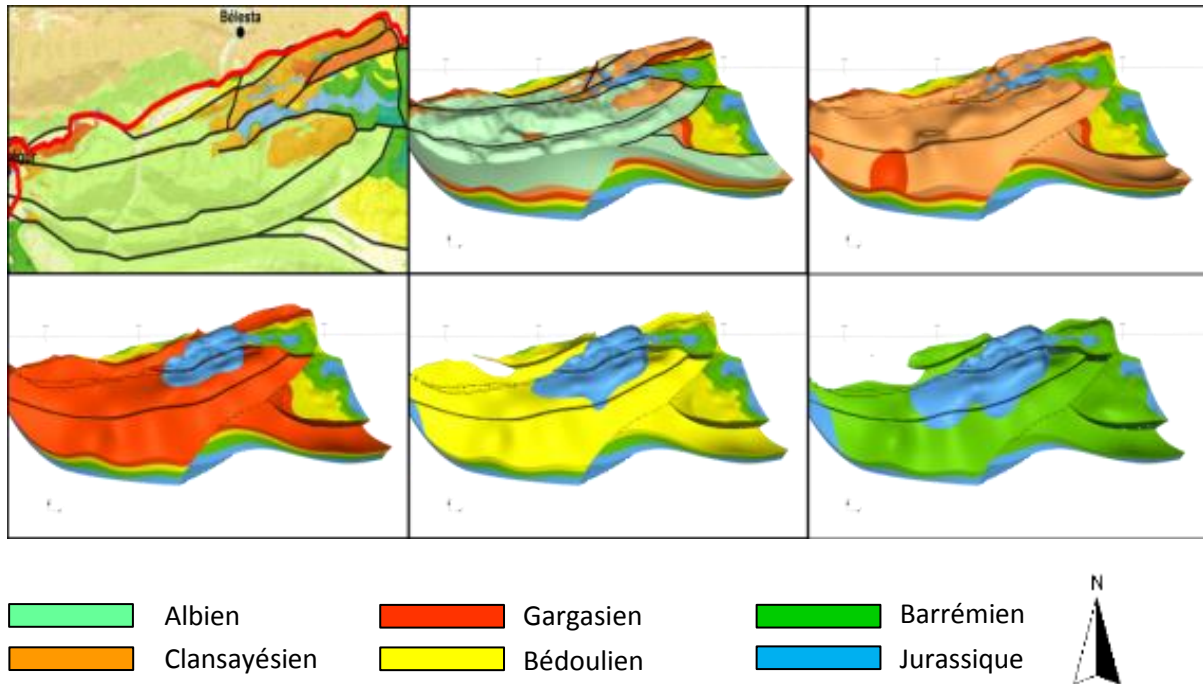 Bélesta
N
Albien
Gargasien
Barrémien
Clansayésien
Bédoulien
Jurassique